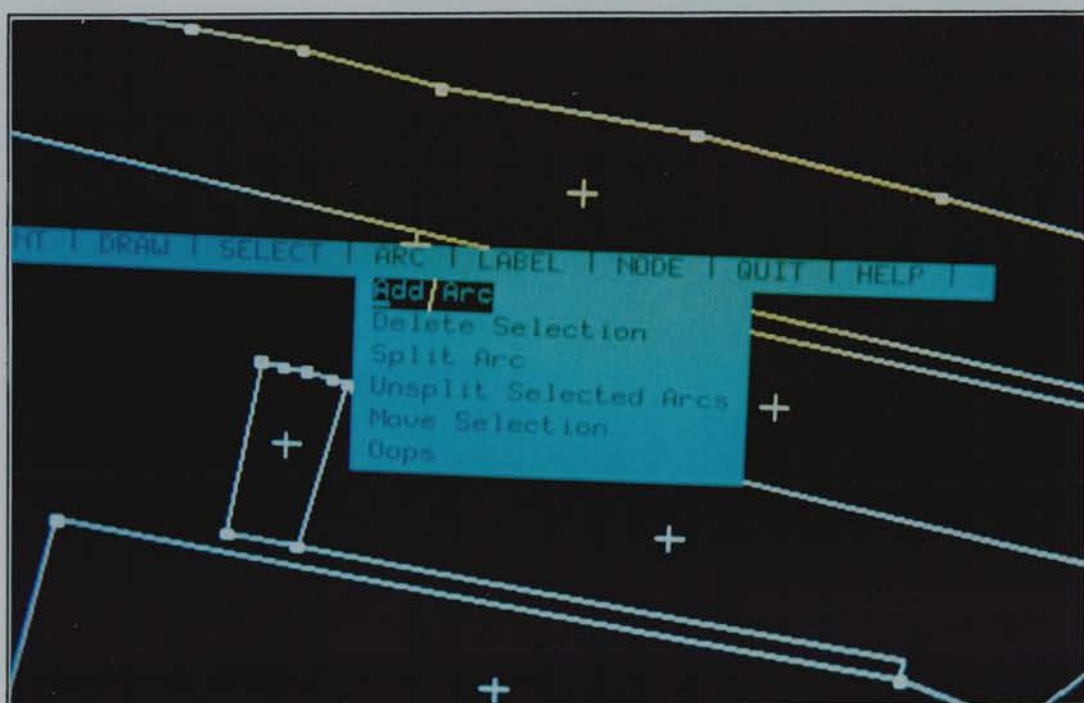 NT | DRAW | SELECT | ARC | LABEL | NODE | QUIT | HELP |
Add Arc
Delete Selection
Split Arc
Unsplit Selected Arcs
Move Selection
Oops